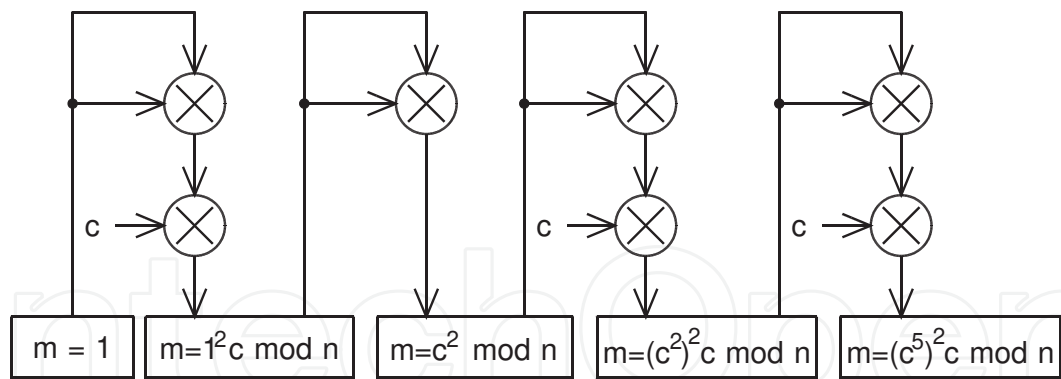 c
c
c
m = 1
m=1²c mod n
m=c² mod n
m=(c²)²c mod n
m=(c⁵)²c mod n